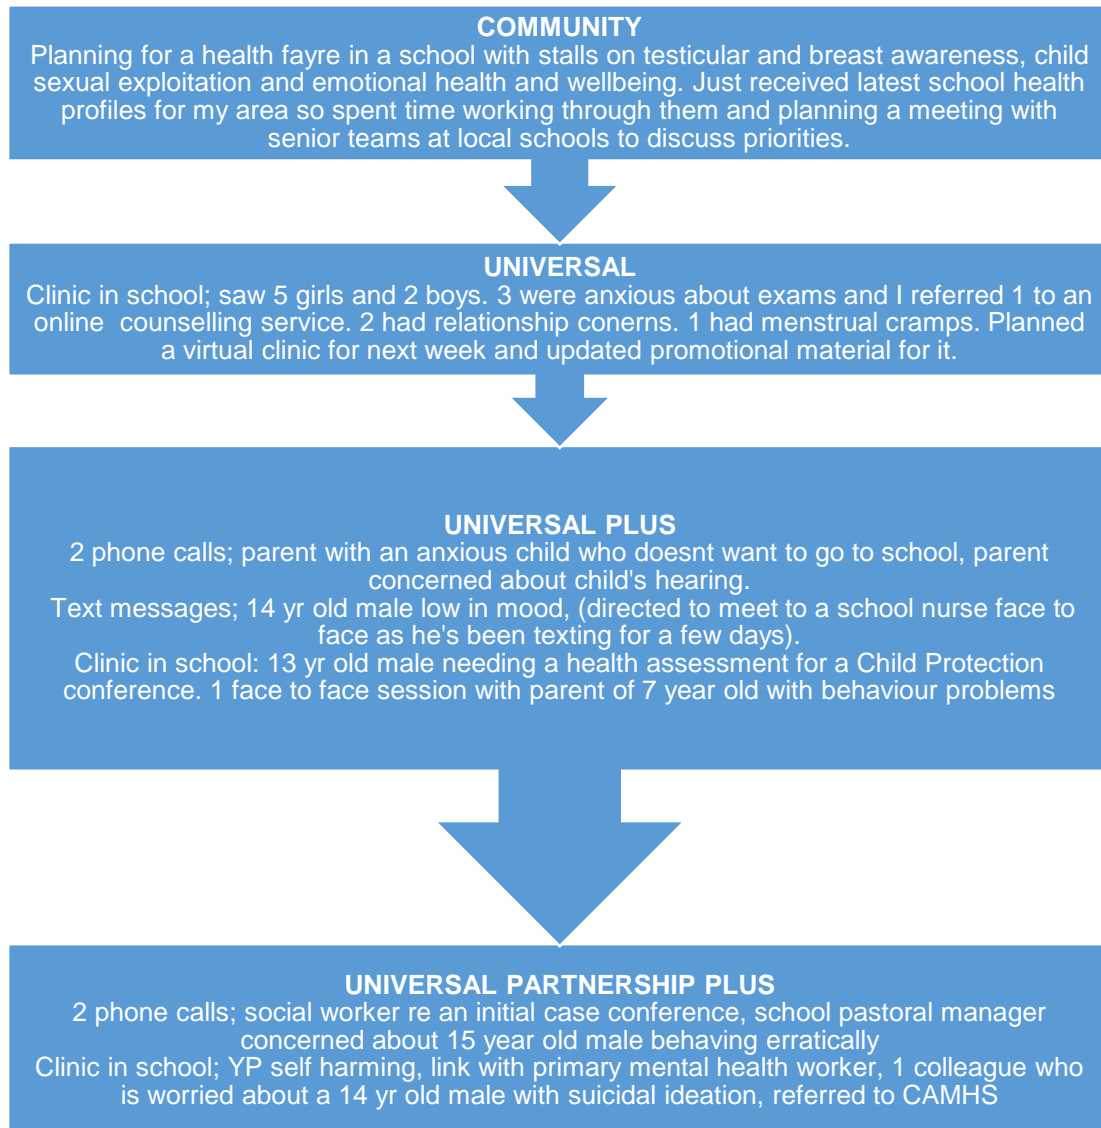 COMMUNITY
Planning for a health fayre in a school with stalls on testicular and breast awareness, child
sexual exploitation and emotional health and wellbeing. Just received latest school health
profiles for my area so spent time working through them and planning a meeting with
senior teams at local schools to discuss priorities.
UNIVERSAL
Clinic in school; saw 5 girls and 2 boys. 3 were anxious about exams and I referred 1 to an
online counselling service. 2 had relationship conerns. 1 had menstrual cramps. Planned
a virtual clinic for next week and updated promotional material for it.
UNIVERSAL PLUS
2 phone calls; parent with an anxious child who doesnt want to go to school, parent
concerned about child's hearing.
Text messages; 14 yr old male low in mood, (directed to meet to a school nurse face to
face as he's been texting for a few days).
Clinic in school: 13 yr old male needing a health assessment for a Child Protection
conference. 1 face to face session with parent of 7 year old with behaviour problems
UNIVERSAL PARTNERSHIP PLUS
2 phone calls; social worker re an initial case conference, school pastoral manager
concerned about 15 year old male behaving erratically
Clinic in school; YP self harming, link with primary mental health worker, 1 colleague who
is worried about a 14 yr old male with suicidal ideation, referred to CAMHS